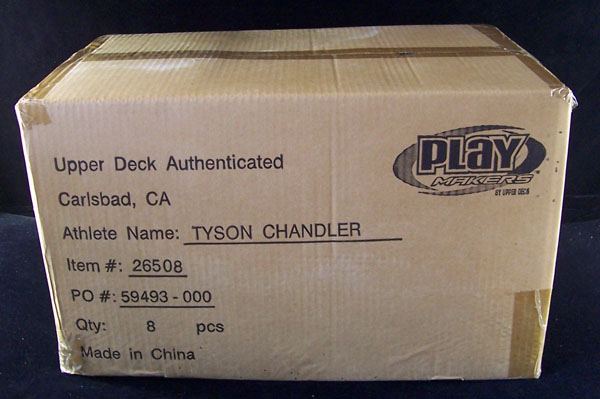 Upper Deck Authenticated
Carlsbad, CA
Athlete Name: TYSON CHANDLER
Item #: 26508
PO #: 59493-000
Qty: 8 pcs
Made in China
PLAY
MAKERS
BY UPPER DECK